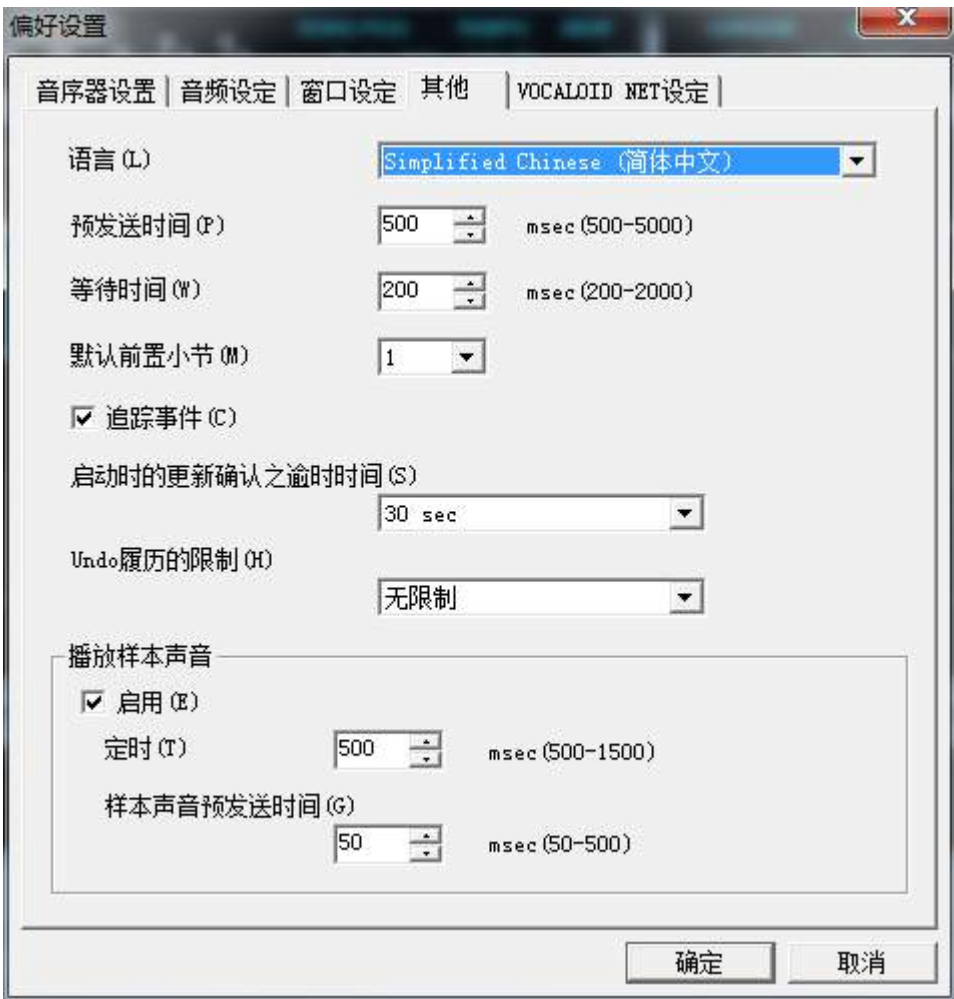 偏好设置
音序器设置 音频设定 窗口设定 其他 VOCALOID NET设定
语言(L) Simplified Chinese (简体中文)
预发送时间(P) 500 msec(500-5000)
等待时间(W) 200 msec(200-2000)
默认前置小节(M) 1
追踪事件(C)
启动时的更新确认之逾时时间(S)
30 sec
Undo履历的限制(H)
无限制
播放样本声音
启用(E)
定时(T) 500 msec(500-1500)
样本声音预发送时间(G)
50 msec(50-500)
确定 取消